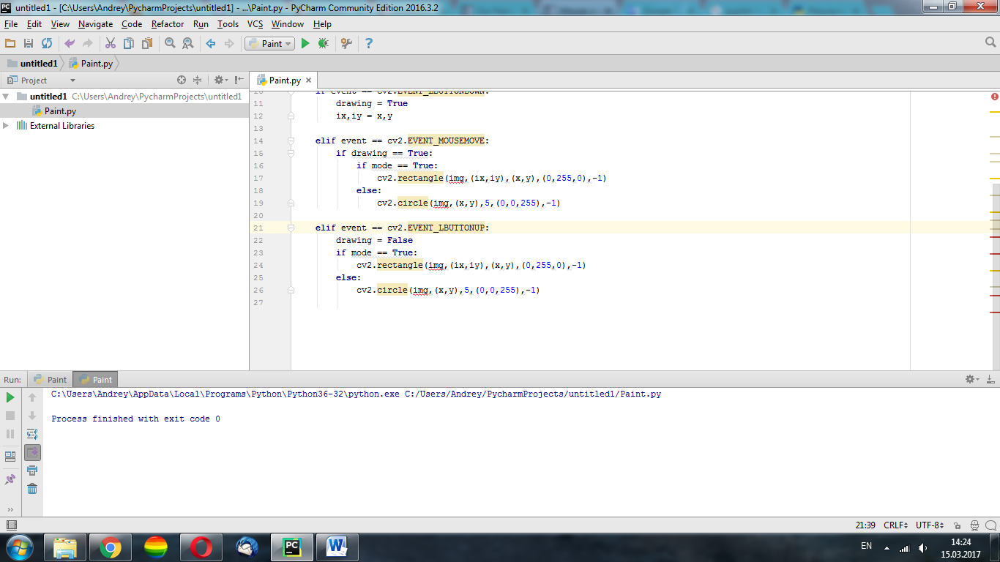 untitled1 - [C:\Users\Andrey\PycharmProjects\untitled1] - ...\Paint.py - PyCharm Community Edition 2016.3.2
File Edit View Navigate Code Refactor Run Tools VCS Window Help
Paint
untitled1 Paint.py
Project Paint.py
untitled1 C:\Users\Andrey\PycharmProjects\untitled1
Paint.py
External Libraries
10 if event == cv2.EVENT_LBUTTONDOWN:
11 drawing = True
12 ix,iy = x,y
13
14 elif event == cv2.EVENT_MOUSEMOVE:
15 if drawing == True:
16 if mode == True:
17 cv2.rectangle(img,(ix,iy),(x,y),(0,255,0),-1)
18 else:
19 cv2.circle(img,(x,y),5,(0,0,255),-1)
20
21 elif event == cv2.EVENT_LBUTTONUP:
22 drawing = False
23 if mode == True:
24 cv2.rectangle(img,(ix,iy),(x,y),(0,255,0),-1)
25 else:
26 cv2.circle(img,(x,y),5,(0,0,255),-1)
27
Run: Paint Paint
C:\Users\Andrey\AppData\Local\Programs\Python\Python36-32\python.exe C:/Users/Andrey/PycharmProjects/untitled1/Paint.py
Process finished with exit code 0
21:39 CRLF UTF-8
EN 14:24
15.03.2017